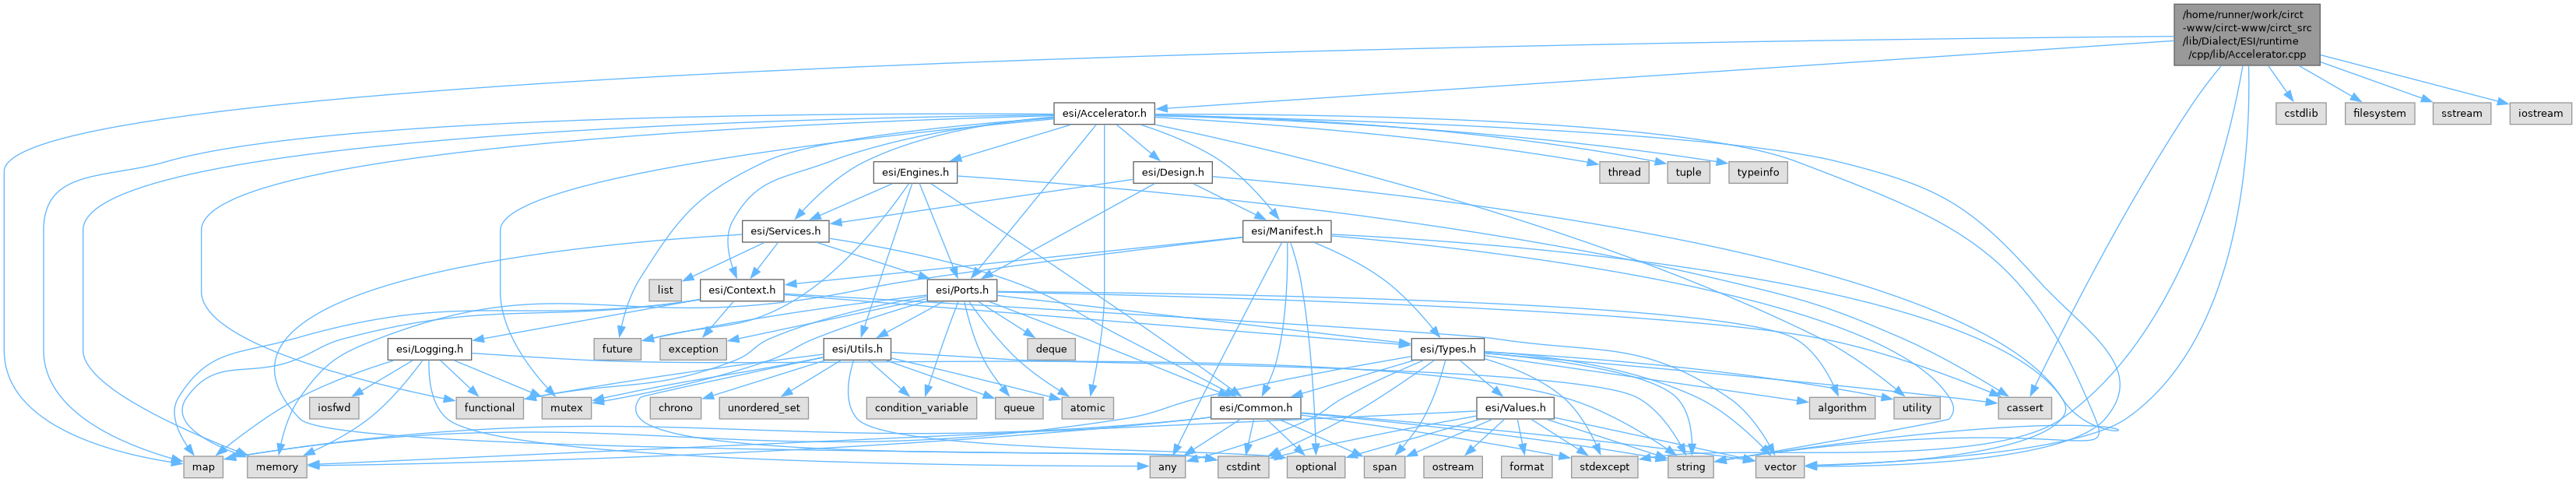 /home/runner/work/circt
-www/circt-www/circt_src
/lib/Dialect/ESI/runtime
/cpp/lib/Accelerator.cpp
esi/Accelerator.h
cstdlib
filesystem
sstream
iostream
esi/Engines.h
esi/Design.h
thread
tuple
typeinfo
esi/Services.h
esi/Manifest.h
list
esi/Context.h
esi/Ports.h
esi/Logging.h
future
exception
esi/Utils.h
deque
esi/Types.h
iosfwd
functional
mutex
chrono
unordered_set
condition_variable
queue
atomic
esi/Common.h
esi/Values.h
algorithm
utility
cassert
map
memory
any
cstdint
optional
span
ostream
format
stdexcept
string
vector